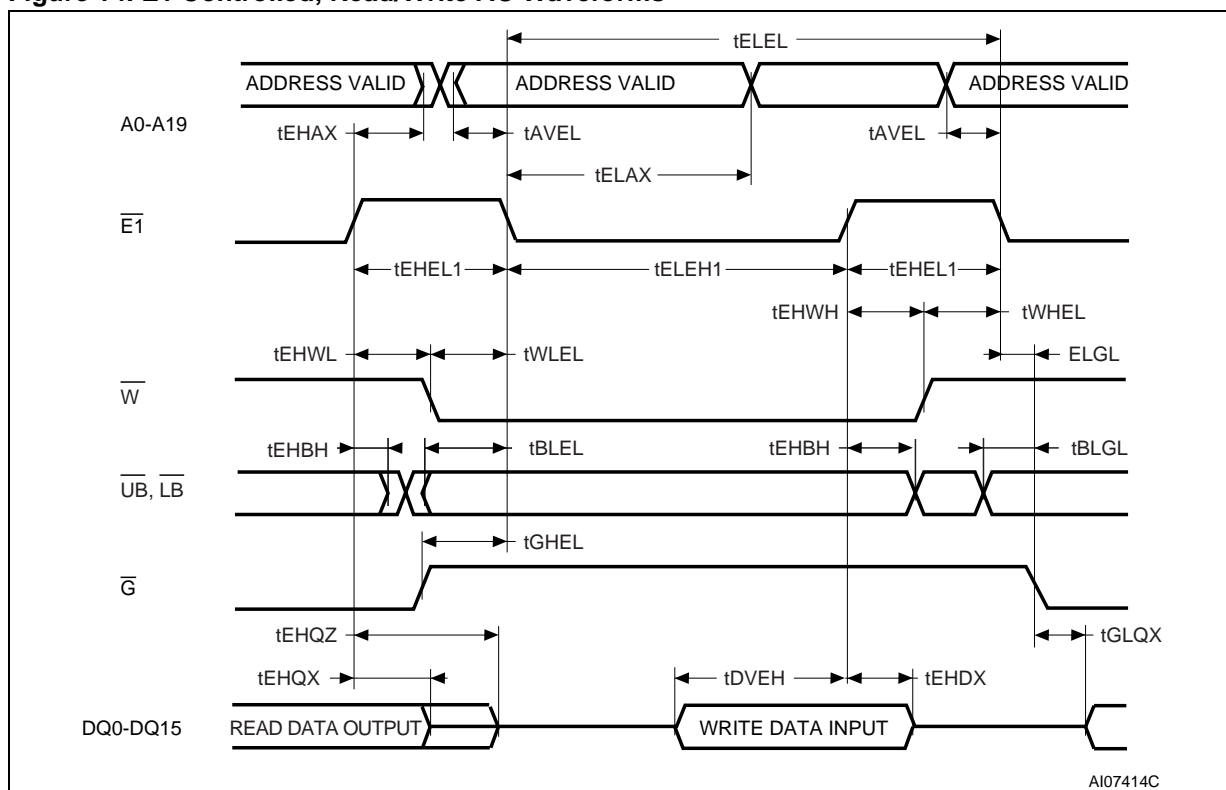 Figure E1 Controlled, Read/Write AC Waveforms
tELEL
ADDRESS VALID ADDRESS VALID ADDRESS VALID
A0-A19
tEHAX tAVEL tAVEL
tELAX
E1
tEHEL1 tELEH1 tEHEL1
tEHWH tWHEL
tEHWL tWLEL ELGL
W
tEHBH tBLEL tEHBH tBLGL
UB, LB
tGHEL
G
tEHQZ tGLQX
tEHQX tDVEH tEHDX
DQ0-DQ15 READ DATA OUTPUT WRITE DATA INPUT
AI07414C